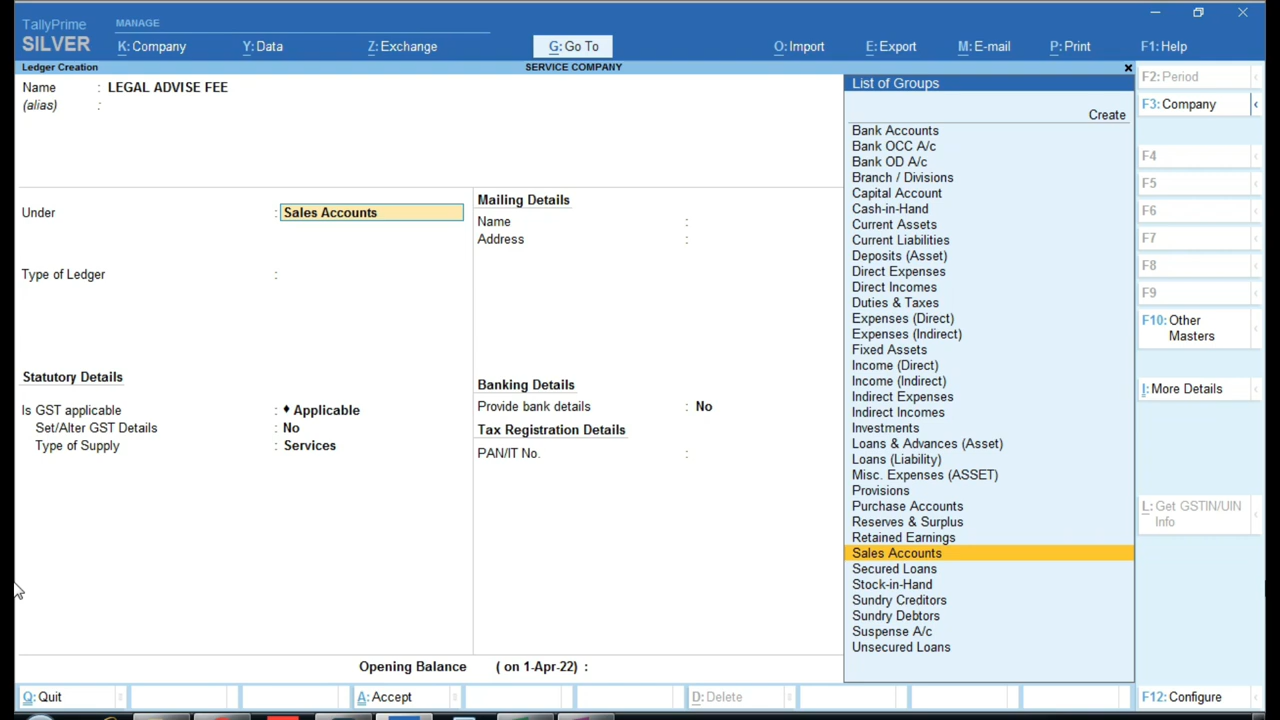 TallyPrime
MANAGE
SILVER
K: Company
Y: Data
Z: Exchange
G: Go To
O: Import
E: Export
M: E-mail
P: Print
F1: Help
Ledger Creation
SERVICE COMPANY
Name : LEGAL ADVISE FEE
(alias) :
Under : Sales Accounts
Type of Ledger :
Statutory Details
Is GST applicable : ♦ Applicable
Set/Alter GST Details : No
Type of Supply : Services
Mailing Details
Name :
Address :
Banking Details
Provide bank details : No
Tax Registration Details
PAN/IT No. :
Opening Balance ( on 1-Apr-22) :
List of Groups
Create
Bank Accounts
Bank OCC A/c
Bank OD A/c
Branch / Divisions
Capital Account
Cash-in-Hand
Current Assets
Current Liabilities
Deposits (Asset)
Direct Expenses
Direct Incomes
Duties & Taxes
Expenses (Direct)
Expenses (Indirect)
Fixed Assets
Income (Direct)
Income (Indirect)
Indirect Expenses
Indirect Incomes
Investments
Loans & Advances (Asset)
Loans (Liability)
Misc. Expenses (ASSET)
Provisions
Purchase Accounts
Reserves & Surplus
Retained Earnings
Sales Accounts
Secured Loans
Stock-in-Hand
Sundry Creditors
Sundry Debtors
Suspense A/c
Unsecured Loans
F2: Period
F3: Company
F4
F5
F6
F7
F8
F9
F10: Other
Masters
I: More Details
L: Get GSTIN/UIN
Info
Q: Quit
A: Accept
D: Delete
F12: Configure